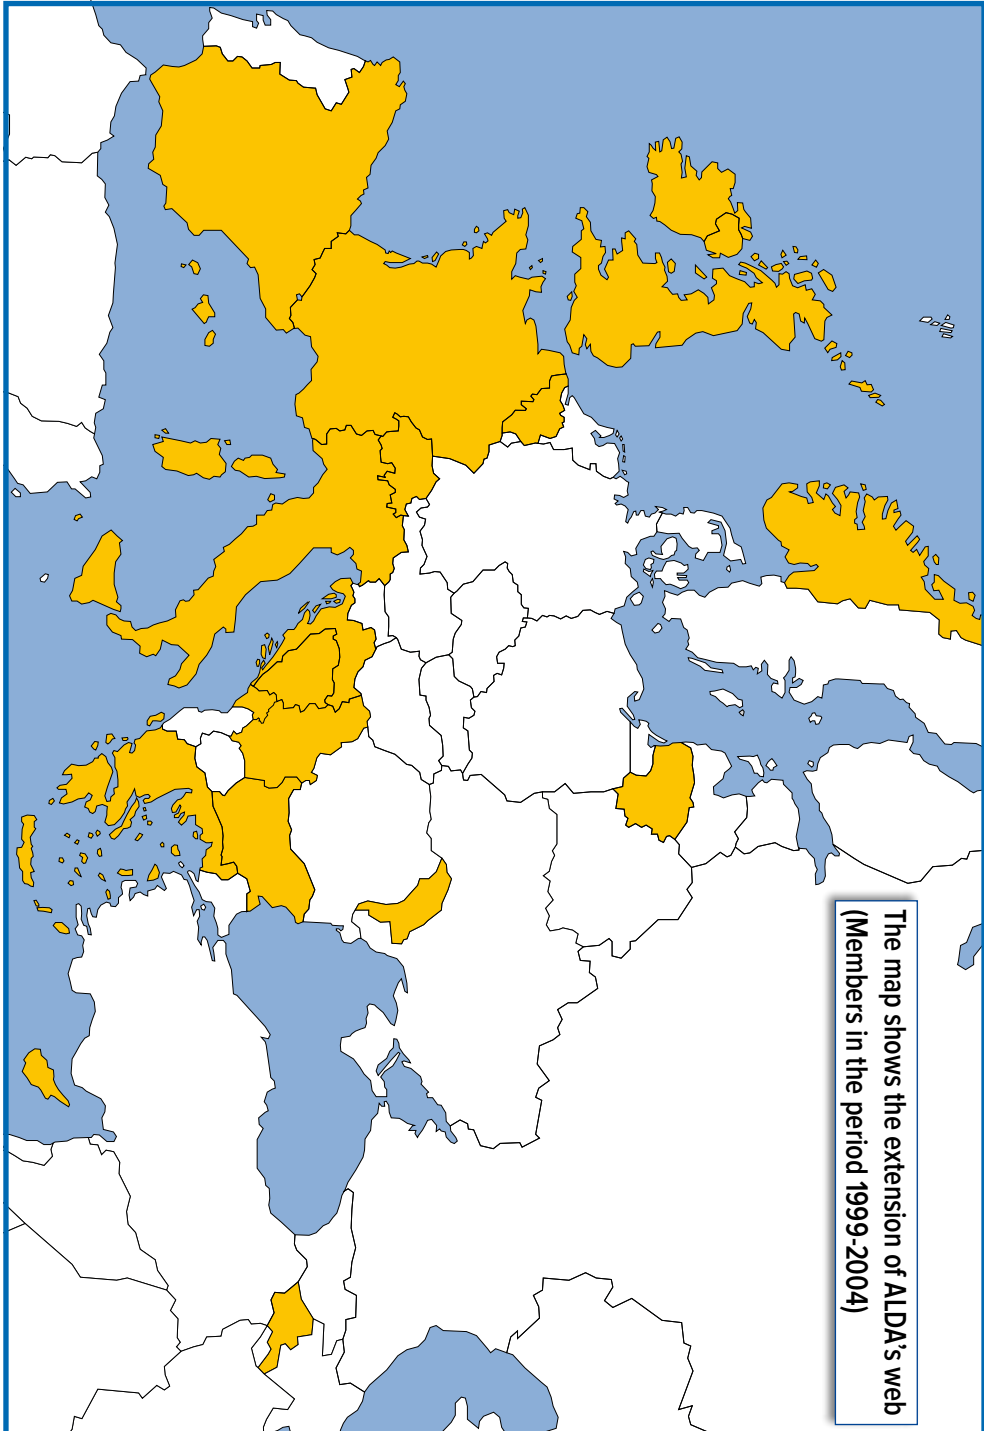 The map shows the extension of ALDA's web
(Members in the period 1999-2004)